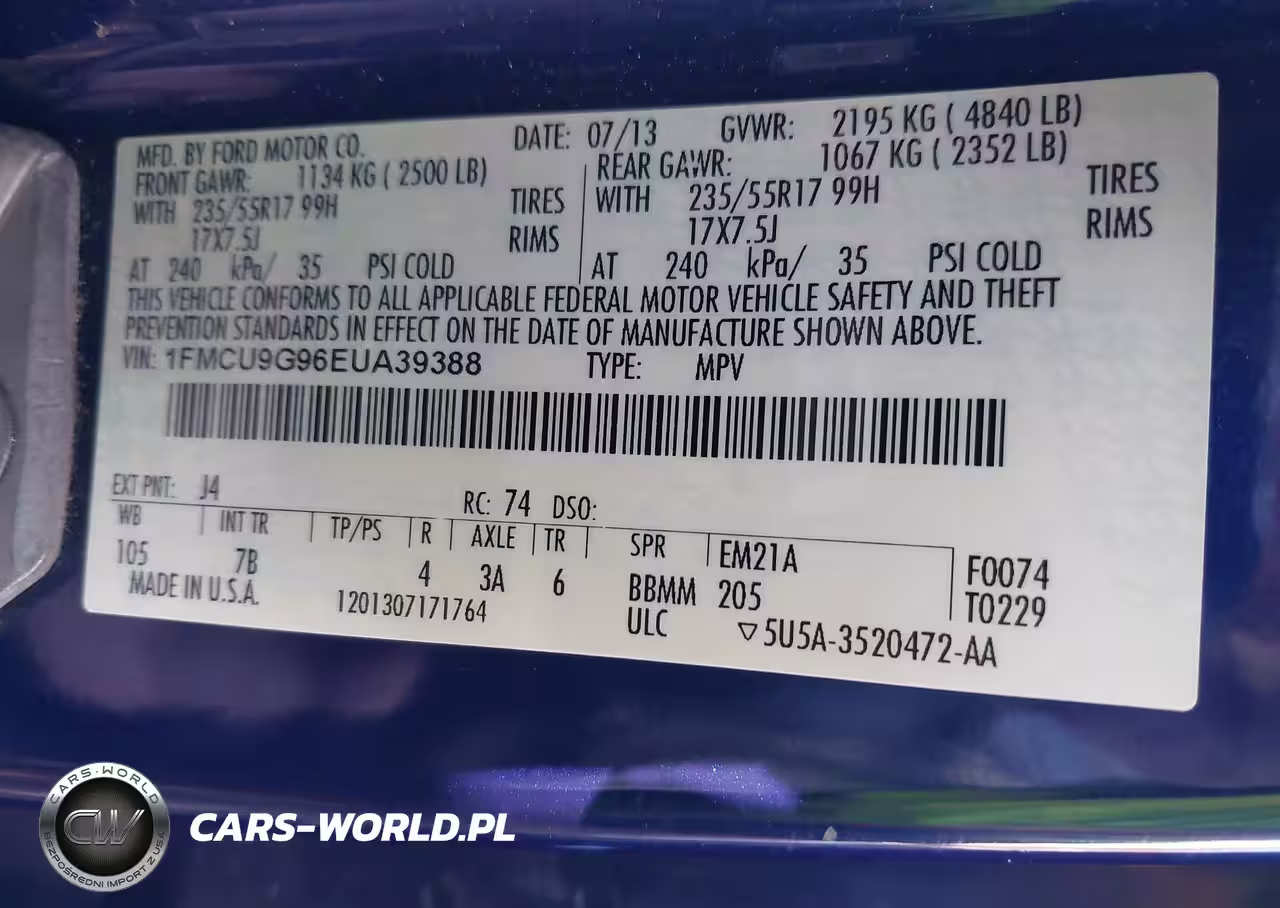 MFD. BY FORD MOTOR CO. DATE: 07/13 GVWR: 2195 KG ( 4840 LB)
FRONT GAWR: 1134 KG ( 2500 LB) REAR GAWR: 1067 KG ( 2352 LB)
WITH 235/55R17 99H TIRES WITH 235/55R17 99H TIRES
17X7.5J RIMS 17X7.5J RIMS
AT 240 kPa/ 35 PSI COLD AT 240 kPa/ 35 PSI COLD
THIS VEHICLE CONFORMS TO ALL APPLICABLE FEDERAL MOTOR VEHICLE SAFETY AND THEFT
PREVENTION STANDARDS IN EFFECT ON THE DATE OF MANUFACTURE SHOWN ABOVE.
VIN: 1FMCU9G96EUA39388 TYPE: MPV
EXT PNT: J4 RC: 74 DSO:
WB INT TR TP/PS R AXLE TR SPR EM21A F0074
105 7B 4 3A 6 BBMM 205 T0229
MADE IN U.S.A. 1201307171764 ULC ▽5U5A-3520472-AA
CARS-WORLD
CW
BEZPOŚREDNI IMPORT Z USA
CARS-WORLD.PL